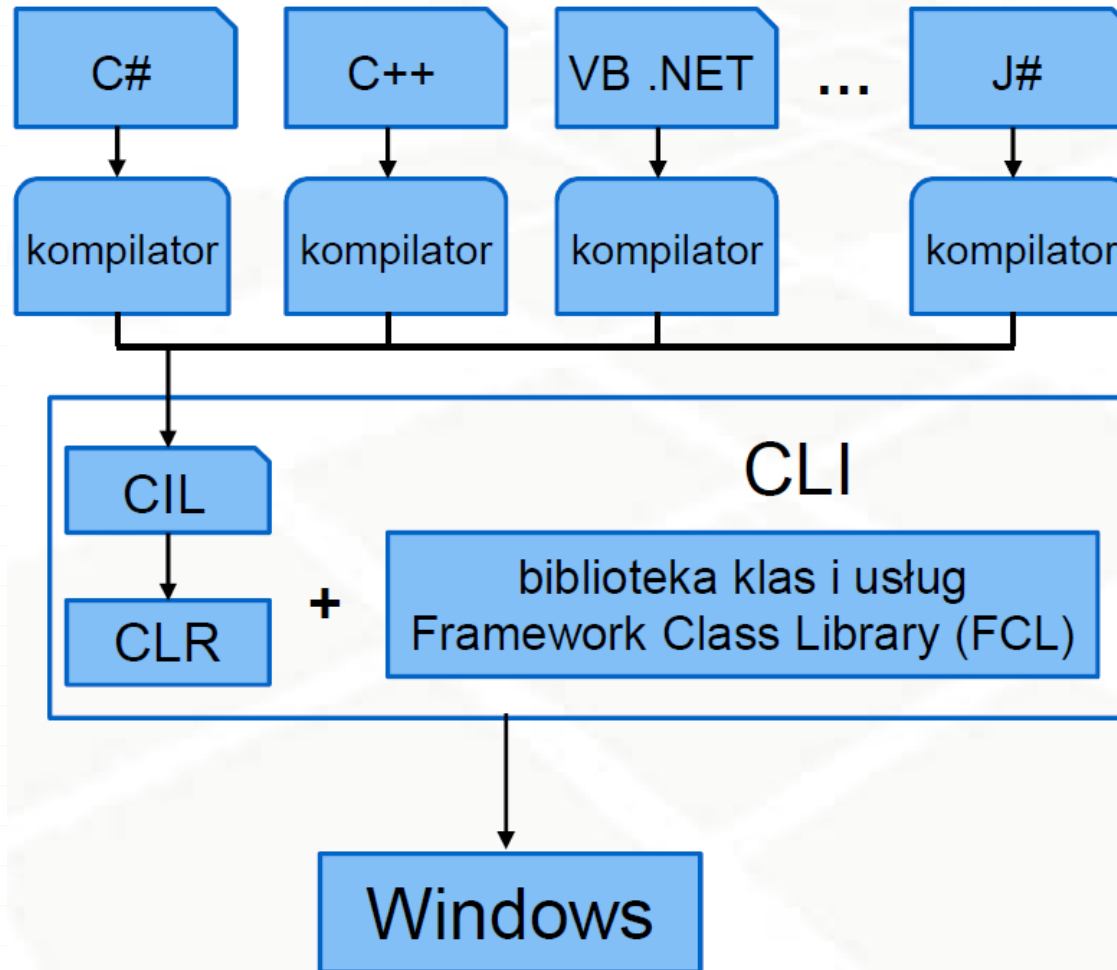 C#
C++
VB .NET
...
J#
kompilator
kompilator
kompilator
kompilator
CIL
CLI
CLR
+
biblioteka klas i usług
Framework Class Library (FCL)
Windows